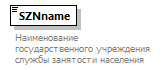 SZNname
Наименование
государственного учреждения
службы занятости населения